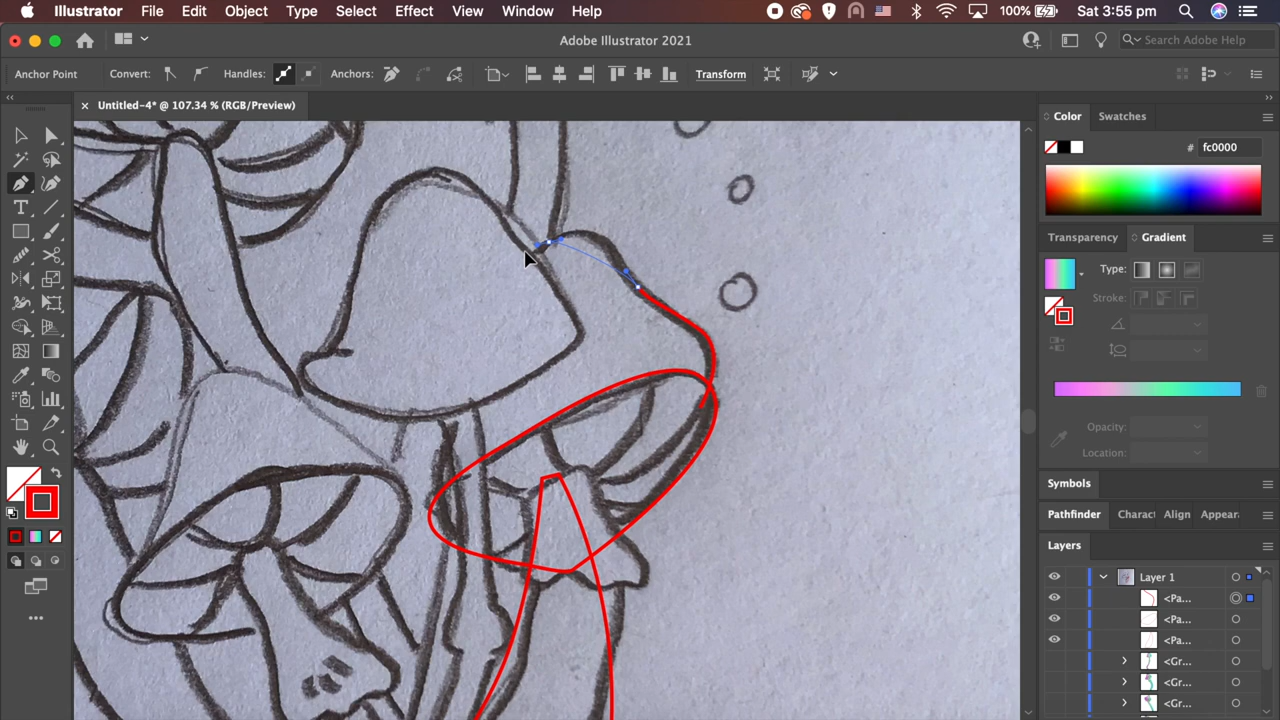 Illustrator File Edit Object Type Select Effect View Window Help 100% Sat 3:55 pm
Adobe Illustrator 2021 Search Adobe Help
Anchor Point Convert: Handles: Anchors: Transform
× Untitled-4* @ 107.34 % (RGB/Preview)
Color Swatches
# fc0000
Transparency Gradient
Type:
Stroke:
Opacity:
Location:
Symbols
Pathfinder Charact Align Appear
Layers
Layer 1
<Pa...
<Pa...
<Pa...
<Gr...
<Gr...
<Gr...